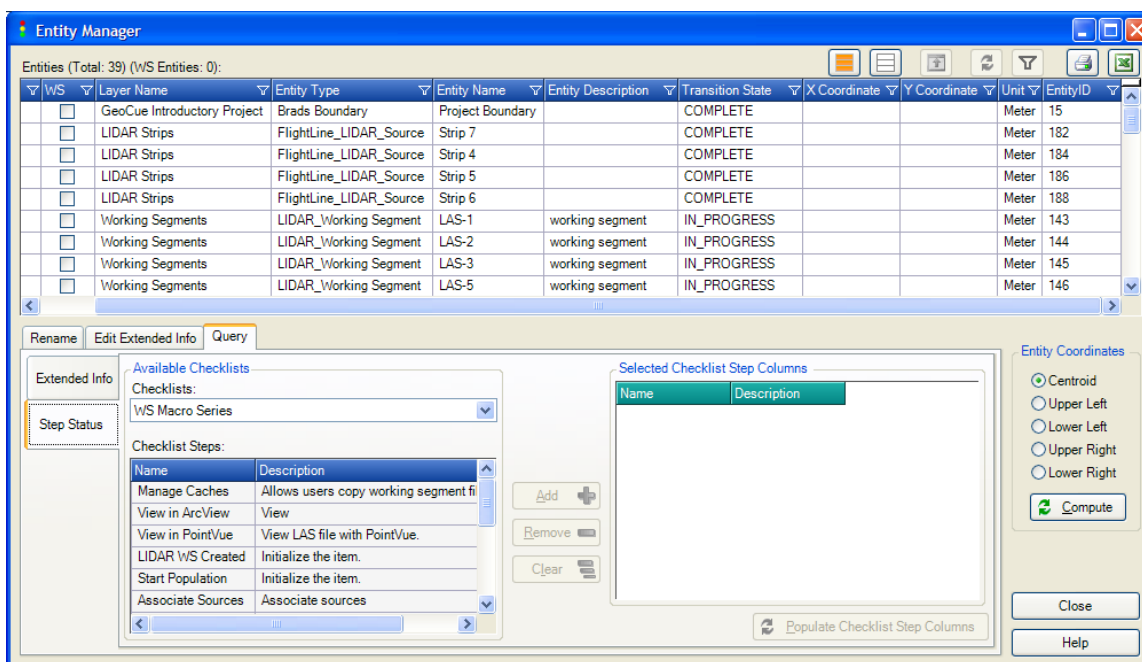 Entity Manager
Entities (Total: 39) (WS Entities: 0):
WS Layer Name Entity Type Entity Name Entity Description Transition State X Coordinate Y Coordinate Unit EntityID
GeoCue Introductory Project Brads Boundary Project Boundary COMPLETE Meter 15
LIDAR Strips FlightLine_LIDAR_Source Strip 7 COMPLETE Meter 182
LIDAR Strips FlightLine_LIDAR_Source Strip 4 COMPLETE Meter 184
LIDAR Strips FlightLine_LIDAR_Source Strip 5 COMPLETE Meter 186
LIDAR Strips FlightLine_LIDAR_Source Strip 6 COMPLETE Meter 188
Working Segments LIDAR_Working Segment LAS-1 working segment IN_PROGRESS Meter 143
Working Segments LIDAR_Working Segment LAS-2 working segment IN_PROGRESS Meter 144
Working Segments LIDAR_Working Segment LAS-3 working segment IN_PROGRESS Meter 145
Working Segments LIDAR_Working Segment LAS-5 working segment IN_PROGRESS Meter 146
Rename Edit Extended Info Query
Extended Info
Step Status
Available Checklists
Checklists:
WS Macro Series
Checklist Steps:
Name Description
Manage Caches Allows users copy working segment fil
View in ArcView View
View in PointVue View LAS file with PointVue.
LIDAR WS Created Initialize the item.
Start Population Initialize the item.
Associate Sources Associate sources
Add
Remove
Clear
Selected Checklist Step Columns
Name Description
Populate Checklist Step Columns
Entity Coordinates
Centroid
Upper Left
Lower Left
Upper Right
Lower Right
Compute
Close
Help